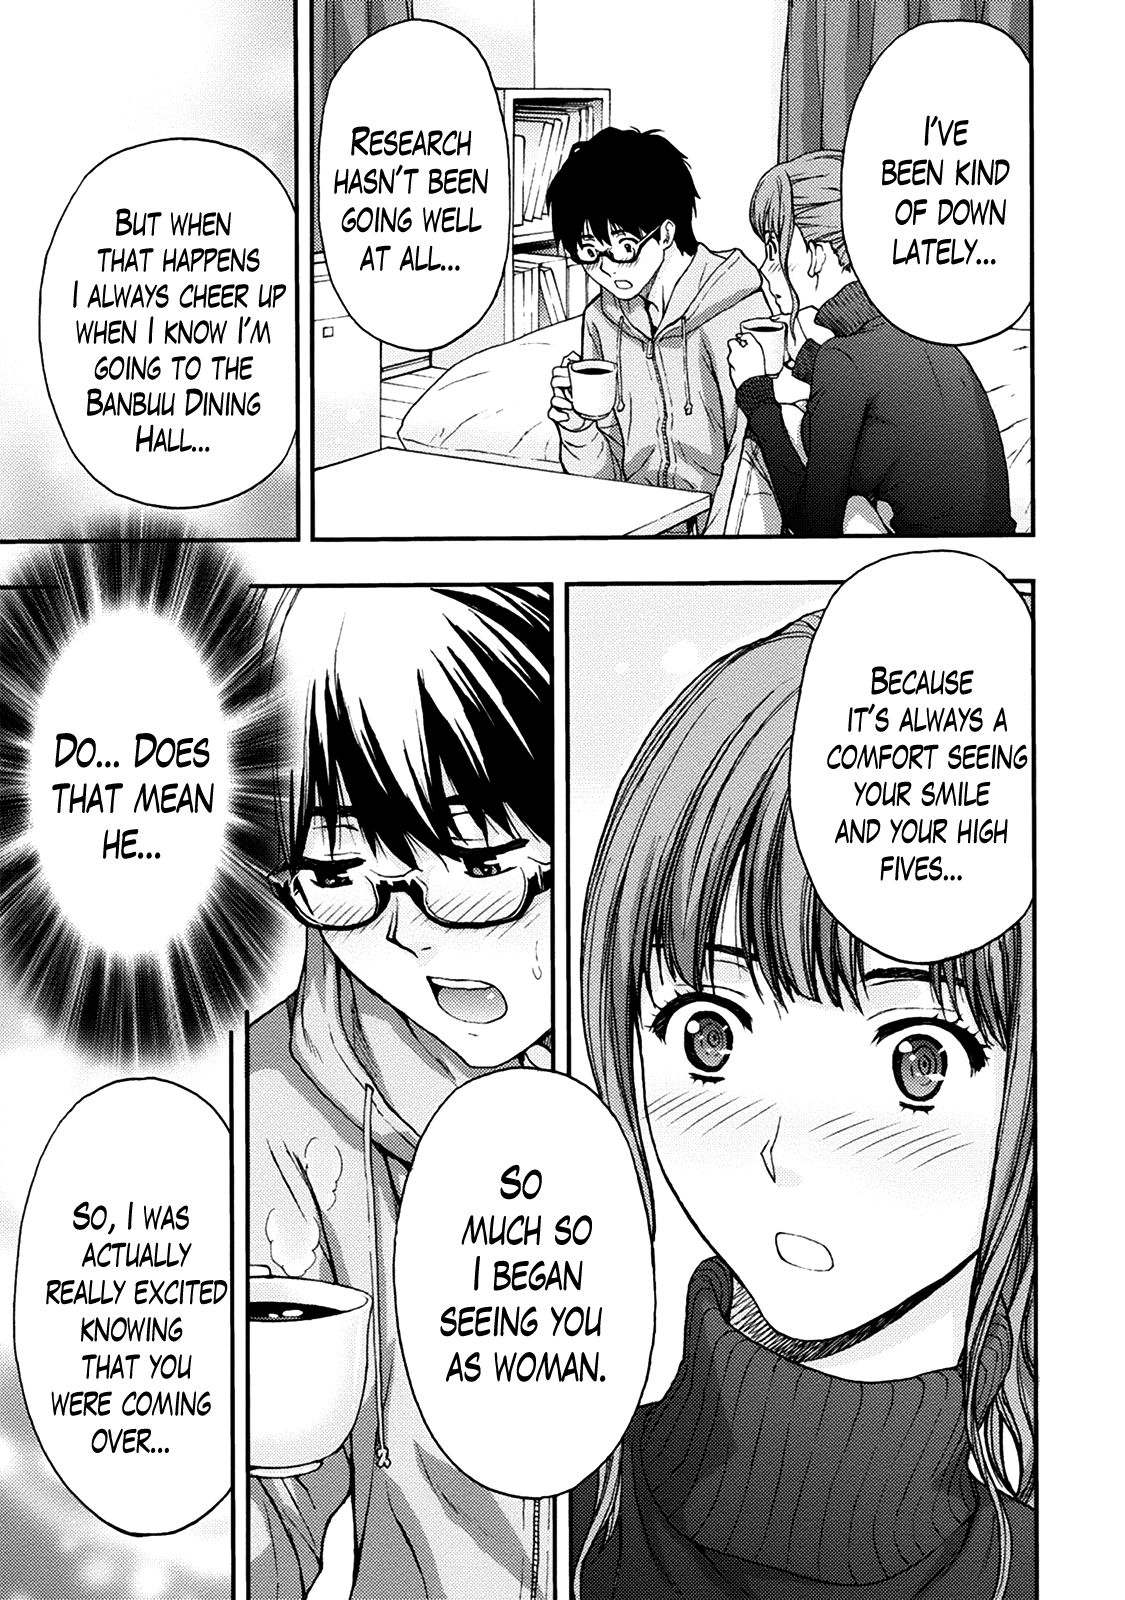 I'VE
BEEN KIND
OF DOWN
LATELY...
RESEARCH
HASN'T BEEN
GOING WELL
AT ALL...
BUT WHEN
THAT HAPPENS
I ALWAYS CHEER UP
WHEN I KNOW I'M
GOING TO THE
BANBUU DINING
HALL...
BECAUSE
IT'S ALWAYS A
COMFORT SEEING
YOUR SMILE
AND YOUR HIGH
FIVES...
SO
MUCH SO
I BEGAN
SEEING YOU
AS WOMAN.
DO... DOES
THAT MEAN
HE...
SO, I WAS
ACTUALLY
REALLY EXCITED
KNOWING
THAT YOU
WERE COMING
OVER...